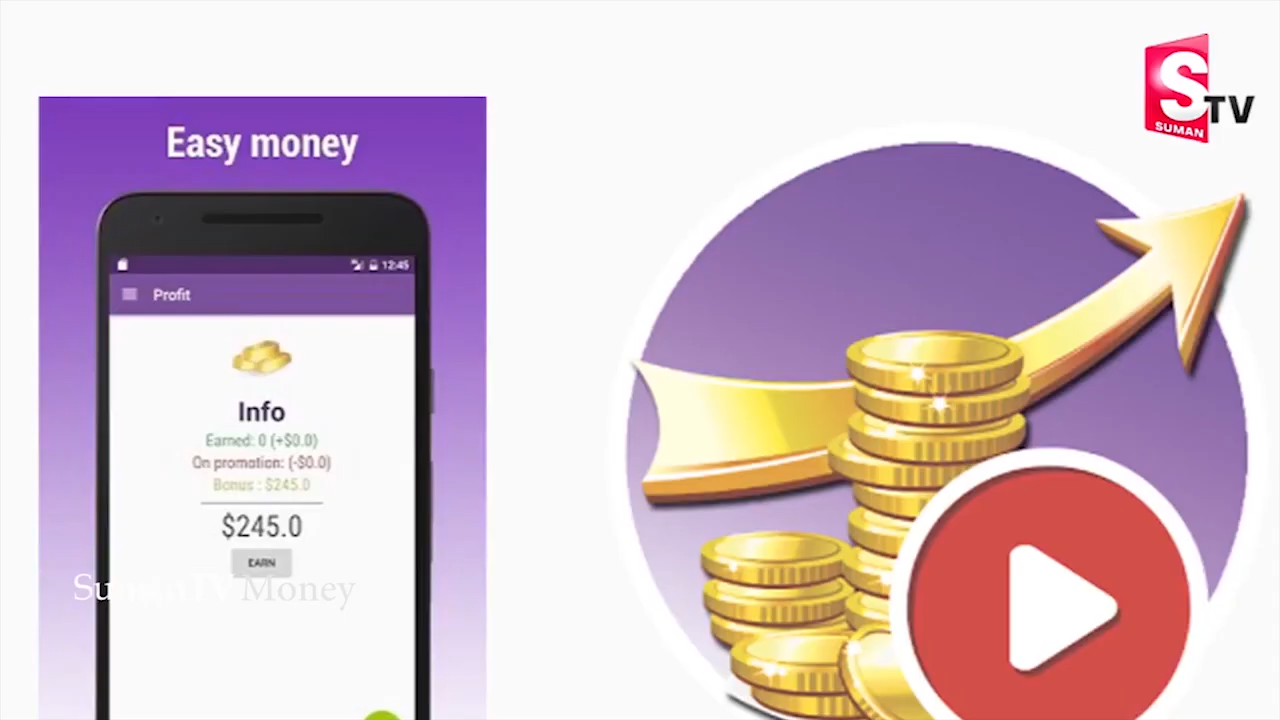 Easy money
12:45
Profit
Info
Earned: 0 (+$0.0)
On promotion: (-$0.0)
Bonus : $245.0
$245.0
EARN
SumanTV Money
S TV
SUMAN